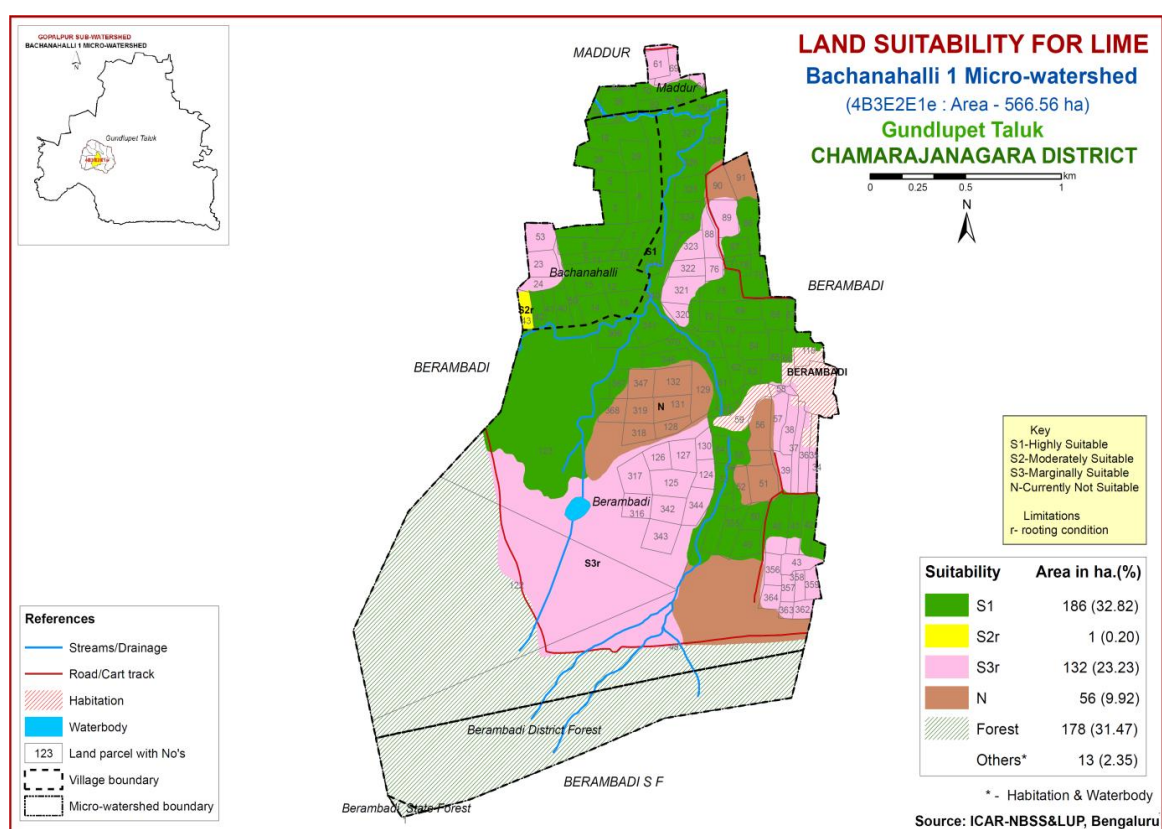 GOPALPUR SUB-WATERSHED
BACHANAHALLI 1 MICRO-WATERSHED
N
Gundlupet Taluk
4B3E2E1e
LAND SUITABILITY FOR LIME
Bachanahalli 1 Micro-watershed
(4B3E2E1e : Area - 566.56 ha)
Gundlupet Taluk
CHAMARAJANAGARA DISTRICT
km
0 0.25 0.5 1
N
MADDUR
61
Maddur
90 91
89
88
323
53
S1
322 76
23
Bachanahalli
24
321
BERAMBADI
S2r
320
43
BERAMBADI
BERAMBADI
347 132 129
58
368 319 N 131
59 56 57
318 128
38
130
37
126 127
36
317
124
39
125
52 51
Berambadi
316 342 344
343
S3r
356 43
358
357 359
364
363 362
122
Berambadi District Forest
BERAMBADI S F
Berambadi State Forest
Key
S1-Highly Suitable
S2-Moderately Suitable
S3-Marginally Suitable
N-Currently Not Suitable
Limitations
r- rooting condition
Suitability Area in ha.(%)
S1 186 (32.82)
S2r 1 (0.20)
S3r 132 (23.23)
N 56 (9.92)
Forest 178 (31.47)
Others* 13 (2.35)
* - Habitation & Waterbody
Source: ICAR-NBSS&LUP, Bengaluru
References
Streams/Drainage
Road/Cart track
Habitation
Waterbody
123 Land parcel with No's
Village boundary
Micro-watershed boundary